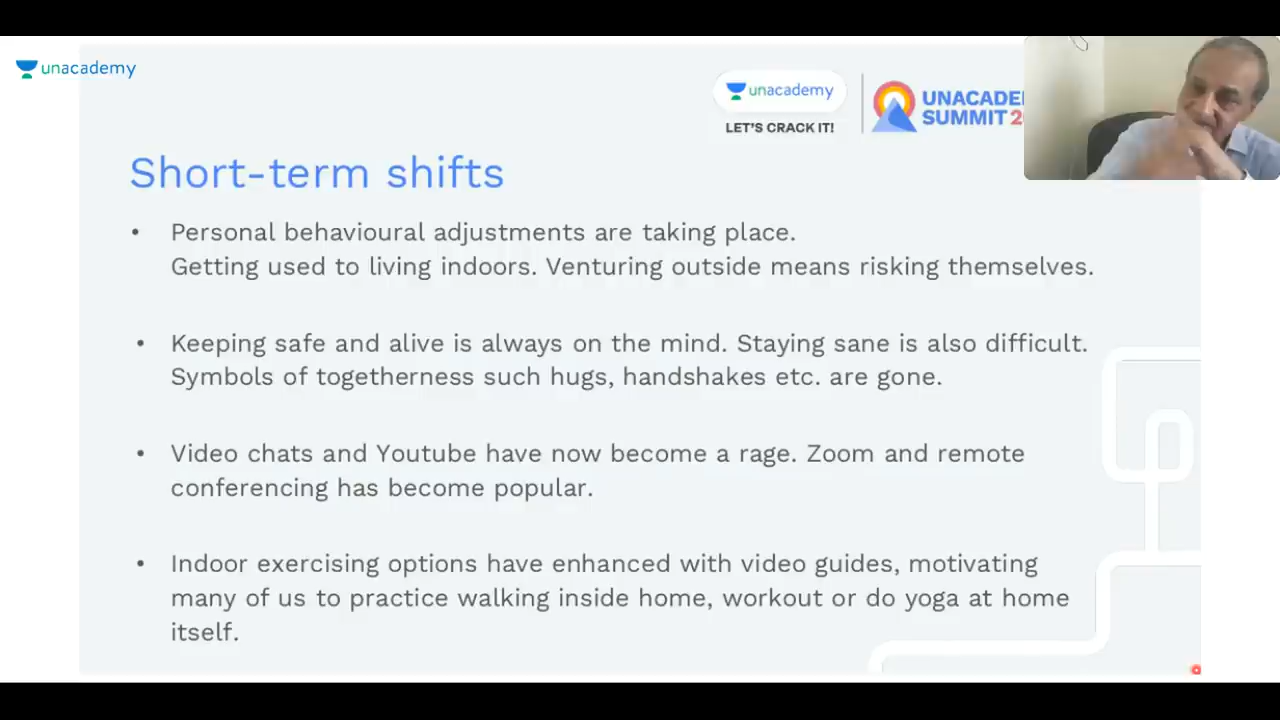 unacademy
unacademy
LET'S CRACK IT!
UNACADE
SUMMIT 2
Short-term shifts
• Personal behavioural adjustments are taking place.
Getting used to living indoors. Venturing outside means risking themselves.
• Keeping safe and alive is always on the mind. Staying sane is also difficult.
Symbols of togetherness such hugs, handshakes etc. are gone.
• Video chats and Youtube have now become a rage. Zoom and remote
conferencing has become popular.
• Indoor exercising options have enhanced with video guides, motivating
many of us to practice walking inside home, workout or do yoga at home
itself.